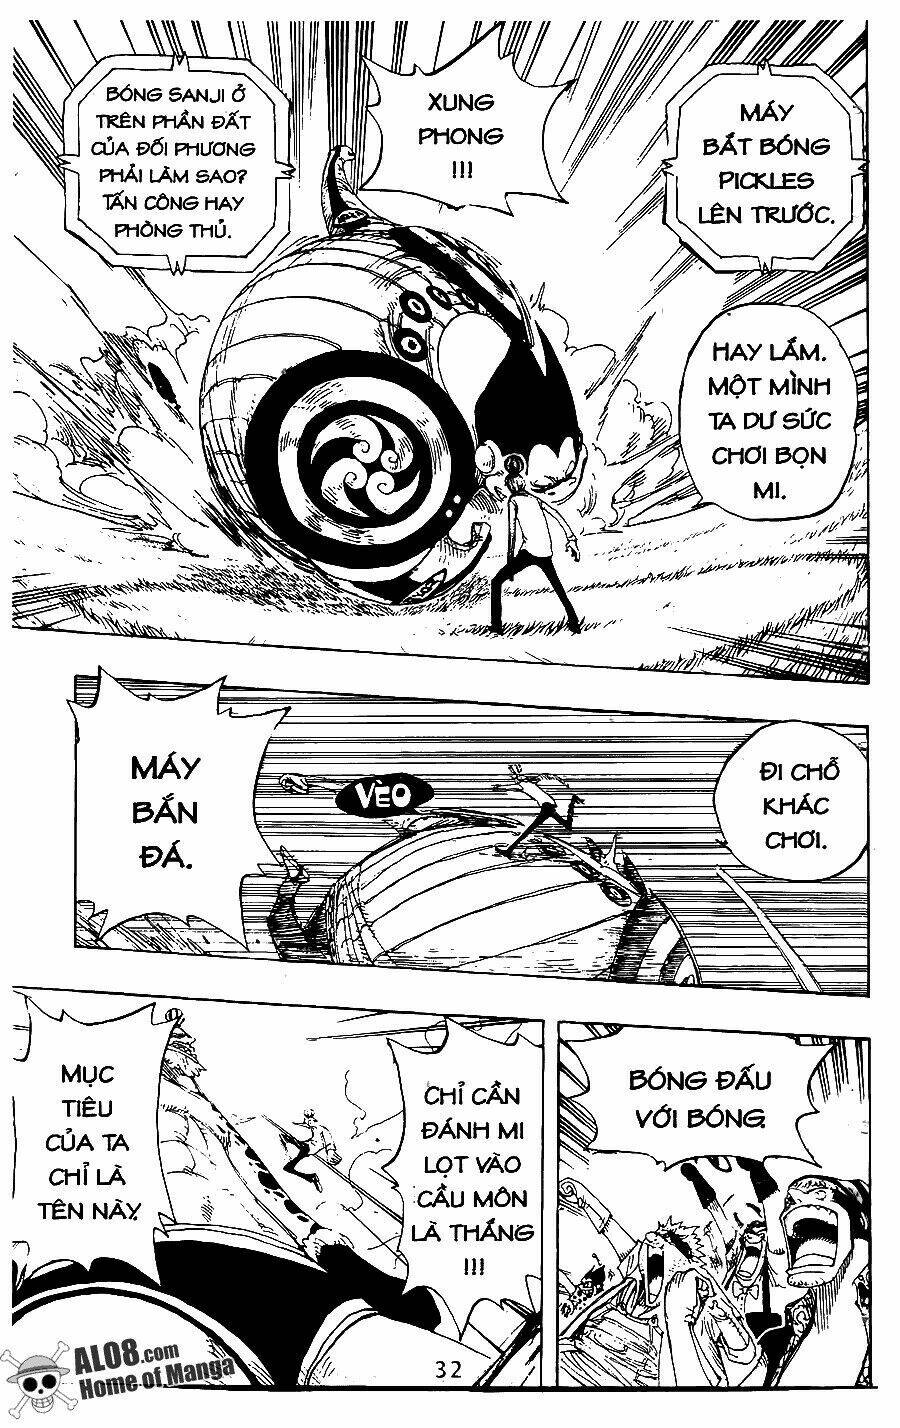 MÁY
BẮT BÓNG
PICKLES
LÊN TRƯỚC.
XUNG
PHONG
!!!
BÓNG SANJI Ở
TRÊN PHẦN ĐẤT
CỦA ĐỐI PHƯƠNG
PHẢI LÀM SAO?
TẤN CÔNG HAY
PHÒNG THỦ.
HAY LẮM.
MỘT MÌNH
TA DƯ SỨC
CHƠI BỌN
MI.
ĐI CHỖ
KHÁC
CHƠI.
VÈO
MÁY
BẮN
ĐÁ.
BÓNG ĐẤU
VỚI BÓNG.
CHỈ CẦN
ĐÁNH MI
LỌT VÀO
CẦU MÔN
LÀ THẮNG
!!!
MỤC
TIÊU
CỦA TA
CHỈ LÀ
TÊN NÀY.
32
AL08.com
Home of Manga